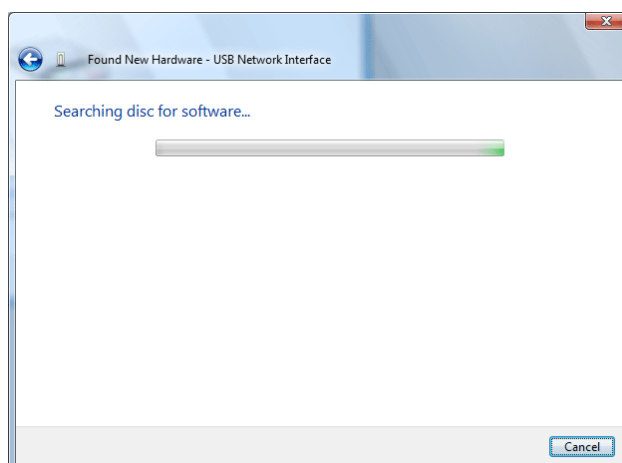 Found New Hardware - USB Network Interface
Searching disc for software...
Cancel